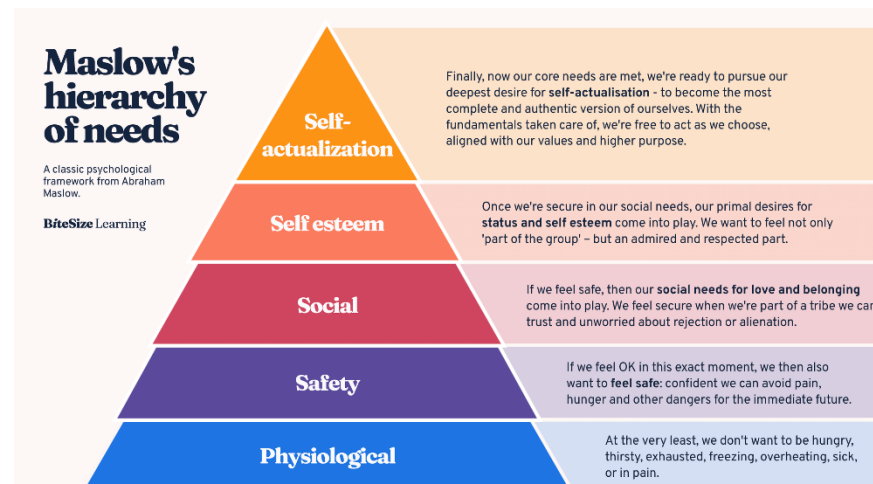 Maslow's
hierarchy
of needs
A classic psychological
framework from Abraham
Maslow.
BiteSize Learning
Self-
actualization
Finally, now our core needs are met, we're ready to pursue our
deepest desire for self-actualisation - to become the most
complete and authentic version of ourselves. With the
fundamentals taken care of, we're free to act as we choose,
aligned with our values and higher purpose.
Self esteem
Once we're secure in our social needs, our primal desires for
status and self esteem come into play. We want to feel not only
'part of the group' – but an admired and respected part.
Social
If we feel safe, then our social needs for love and belonging
come into play. We feel secure when we're part of a tribe we can
trust and unworried about rejection or alienation.
Safety
If we feel OK in this exact moment, we then also
want to feel safe: confident we can avoid pain,
hunger and other dangers for the immediate future.
Physiological
At the very least, we don't want to be hungry,
thirsty, exhausted, freezing, overheating, sick,
or in pain.